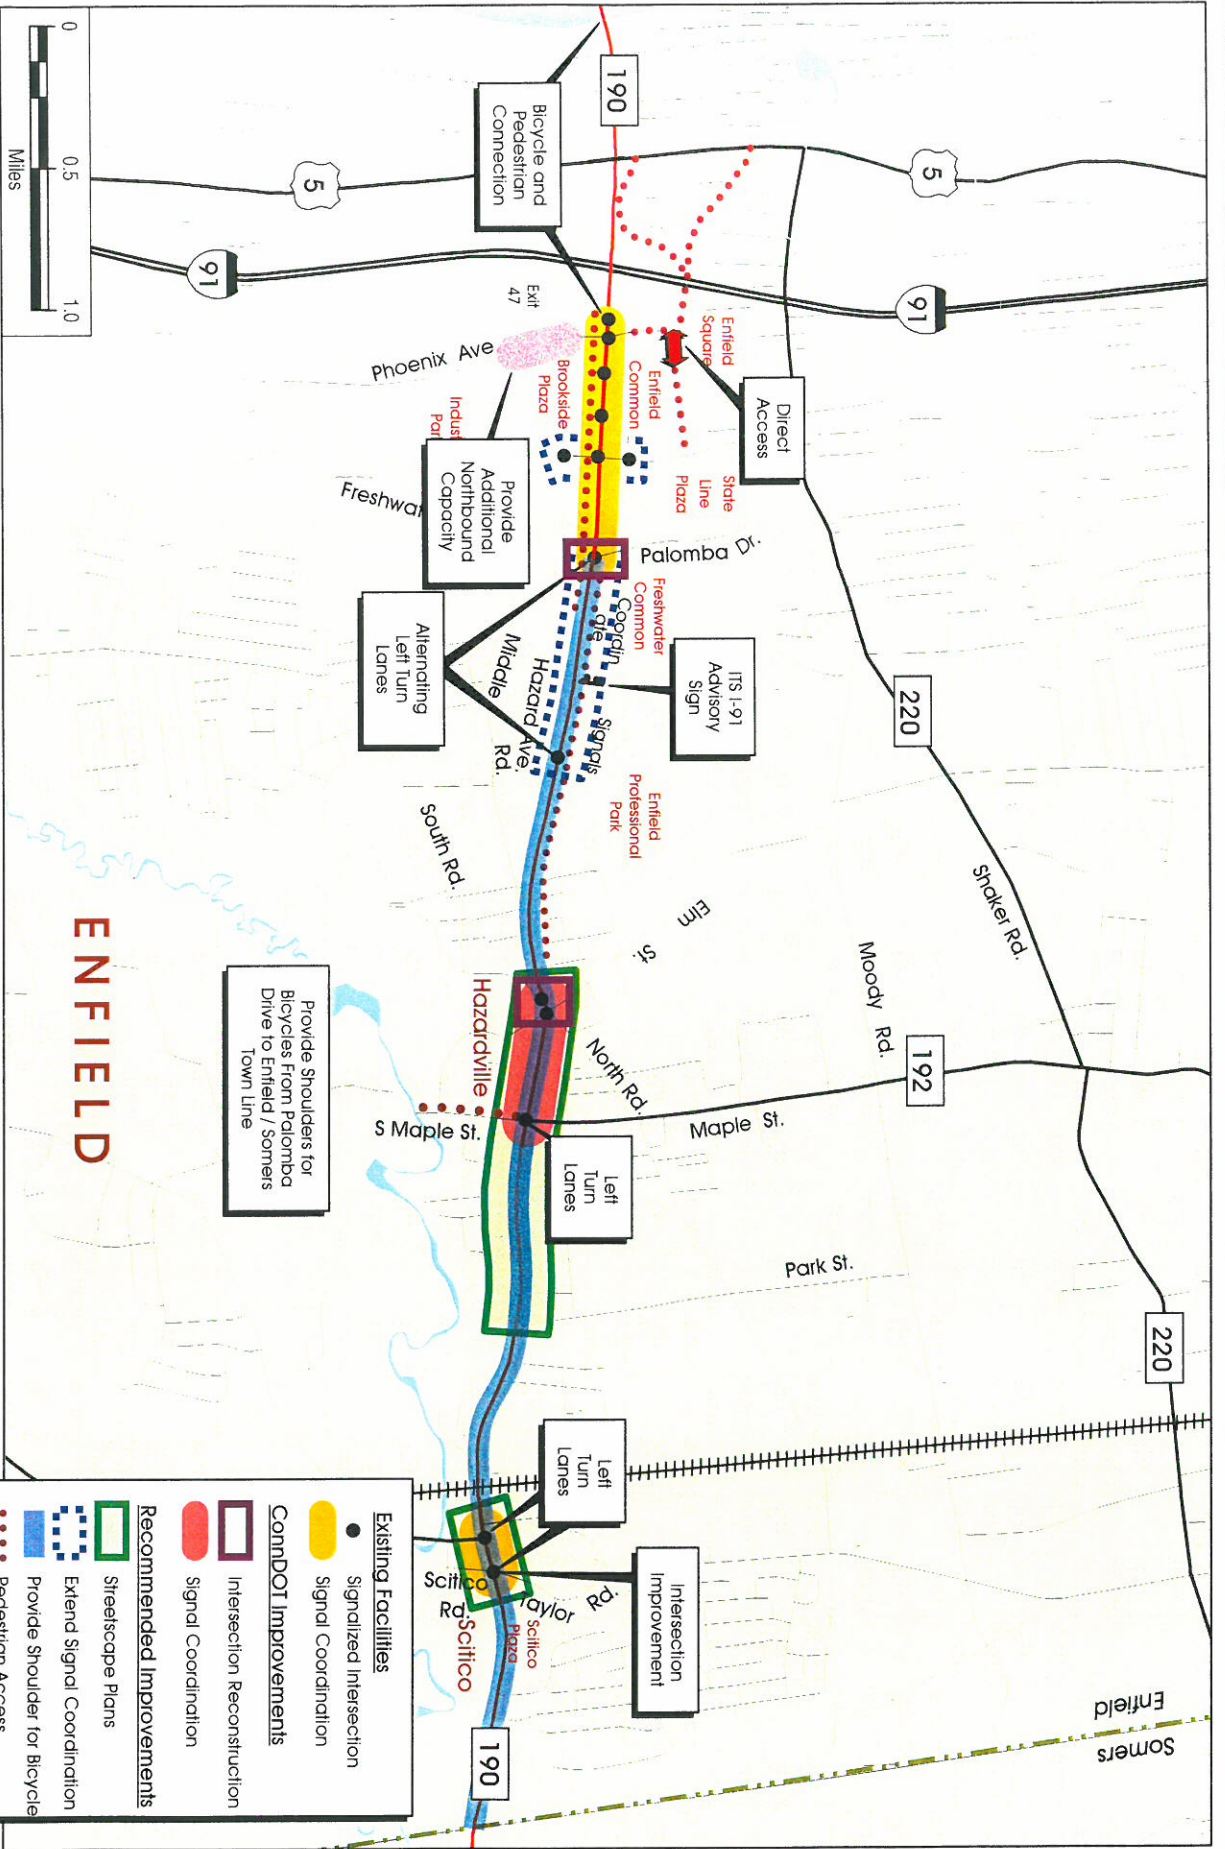 0
0.5
1.0
Miles
190
5
5
91
91
Bicycle and
Pedestrian
Connection
Exit
47
Phoenix Ave
Enfield
Square
Enfield
Common
Brookside
Plaza
Direct
Access
State
Line
Plaza
Provide
Additional
Northbound
Capacity
Palomba Dr.
Freshwater
Common
Coordin
ate
Signals
ITS I-91
Advisory
Sign
Alternating
Left Turn
Lanes
Hazard Ave.
Middle Rd.
Enfield
Professional
Park
South Rd.
Elm St.
220
Shaker Rd.
Moody Rd.
192
Hazardville
North Rd.
Maple St.
S Maple St.
Left
Turn
Lanes
ENFIELD
Provide Shoulders for
Bicycles From Palomba
Drive to Enfield / Somers
Town Line
Park St.
220
Left
Turn
Lanes
Intersection
Improvement
Scitico
Rd.
Taylor Rd.
Scitico
Plaza
Scitico
190
Enfield
Somers
Existing Facilities
Signalized Intersection
Signal Coordination
ConnDOT Improvements
Intersection Reconstruction
Signal Coordination
Recommended Improvements
Streetscape Plans
Extend Signal Coordination
Provide Shoulder for Bicycle
Pedestrian Access